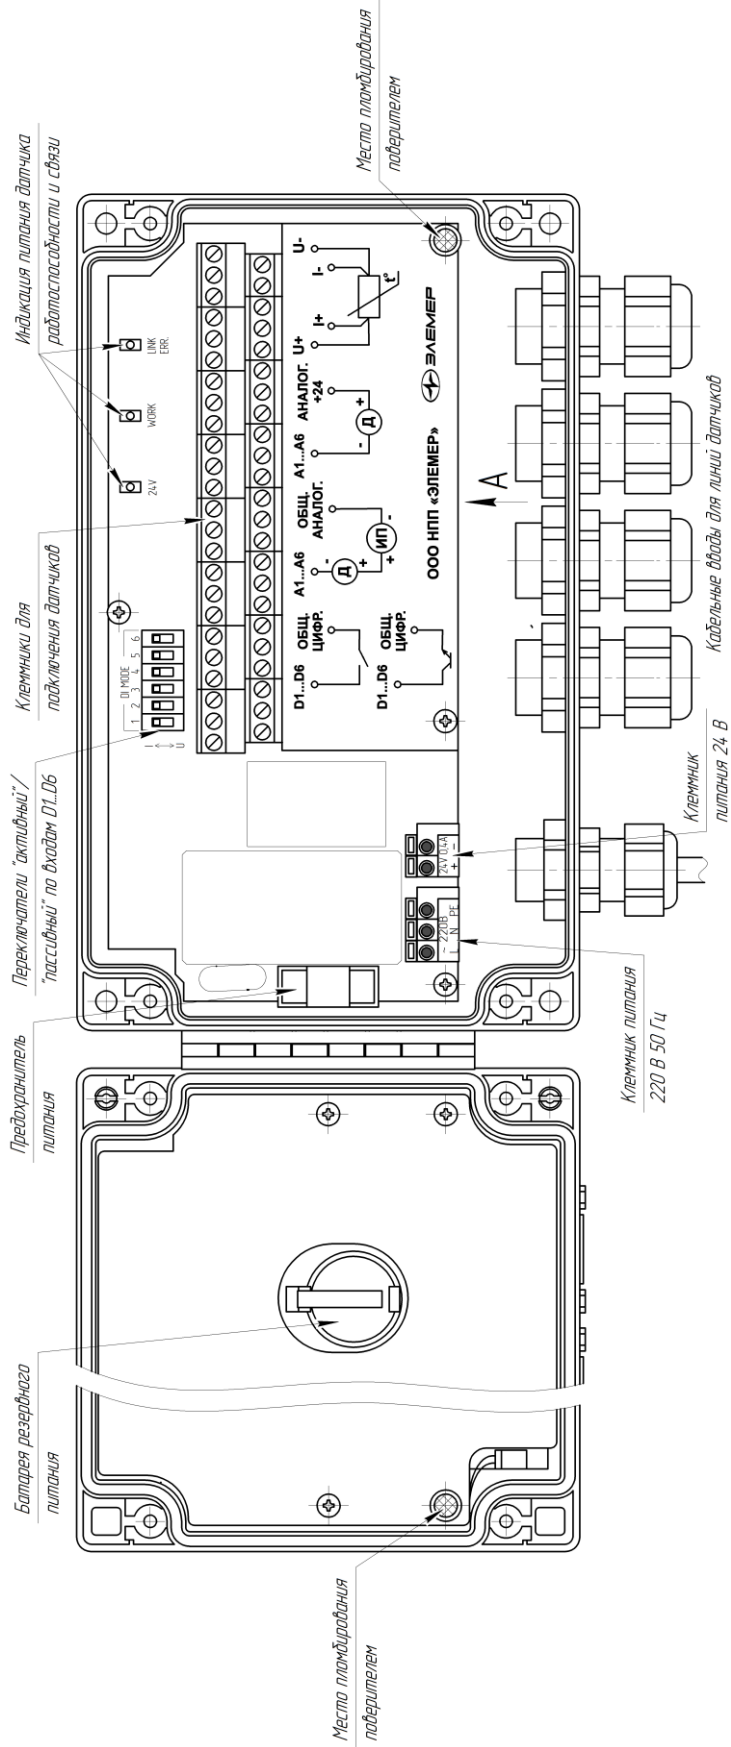 Батарея резервного
питания
Предохранитель
питания
Переключатели "активный"/
"пассивный" по входам D1...D6
Клеммники для
подключения датчиков
Индикация питания датчика
работоспособности и связи
DI MODE
1 2 3 4 5 6
I
U
24V
WORK
LINK
ERR.
D1...D6
ОБЩ.
ЦИФР.
A1...A6
ОБЩ.
АНАЛОГ.
A1...A6
АНАЛОГ.
+24
U+
I+
I-
U-
Д
-
+
ИП
+
-
Д
-
+
t°
D1...D6
ОБЩ.
ЦИФР.
ООО НПП «ЭЛЕМЕР»
ЭЛЕМЕР
~ 220В
L N PE
24V 0,4A
+ -
А
Место пломбирования
поверителем
Место пломбирования
поверителем
Клеммник питания
220 В 50 Гц
Клеммник
питания 24 В
Кабельные вводы для линий датчиков